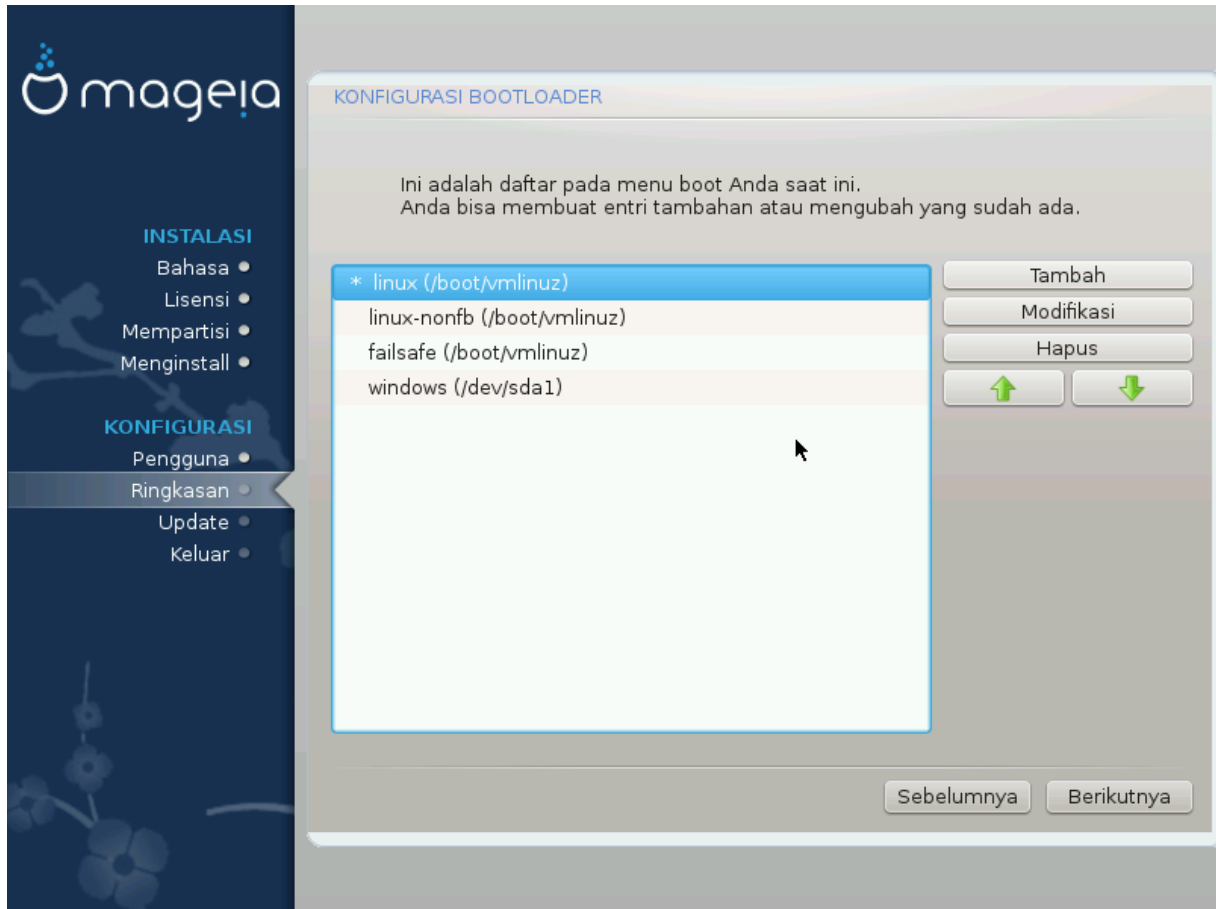 mageia
INSTALASI
Bahasa
Lisensi
Mempartisi
Menginstall
KONFIGURASI
Pengguna
Ringkasan
Update
Keluar
KONFIGURASI BOOTLOADER
Ini adalah daftar pada menu boot Anda saat ini.
Anda bisa membuat entri tambahan atau mengubah yang sudah ada.
* linux (/boot/vmlinuz)
linux-nonfb (/boot/vmlinuz)
failsafe (/boot/vmlinuz)
windows (/dev/sda1)
Tambah
Modifikasi
Hapus
Sebelumnya
Berikutnya